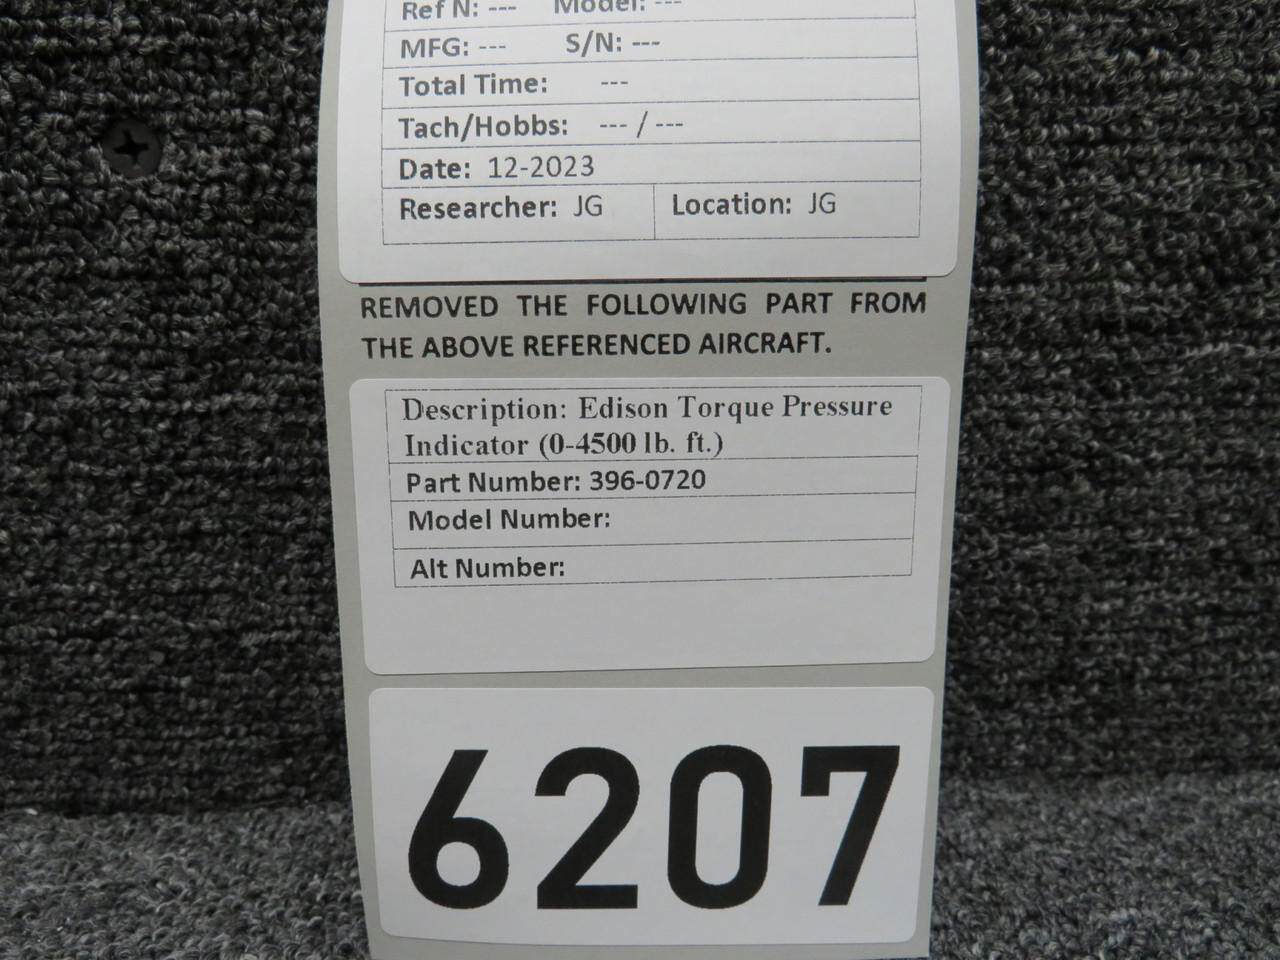 Ref N: --- Model: ---
MFG: --- S/N: ---
Total Time: ---
Tach/Hobbs: --- / ---
Date: 12-2023
Researcher: JG Location: JG
REMOVED THE FOLLOWING PART FROM
THE ABOVE REFERENCED AIRCRAFT.
Description: Edison Torque Pressure
Indicator (0-4500 lb. ft.)
Part Number: 396-0720
Model Number:
Alt Number:
6207